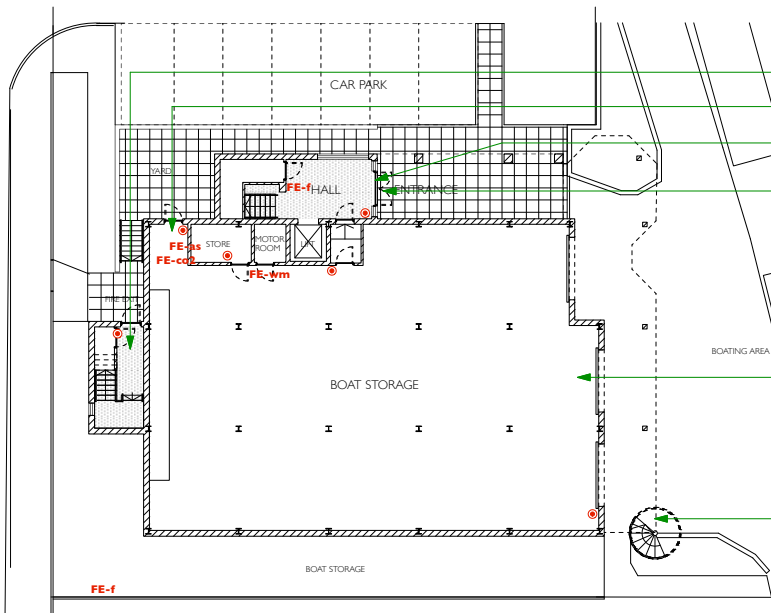 CAR PARK
YARD
FE-f
HALL
ENTRANCE
FE-as
STORE
MOTOR
ROOM
LIFT
FE-co2
FE-wm
FIRE EXIT
BOATING AREA
BOAT STORAGE
BOAT STORAGE
FE-f